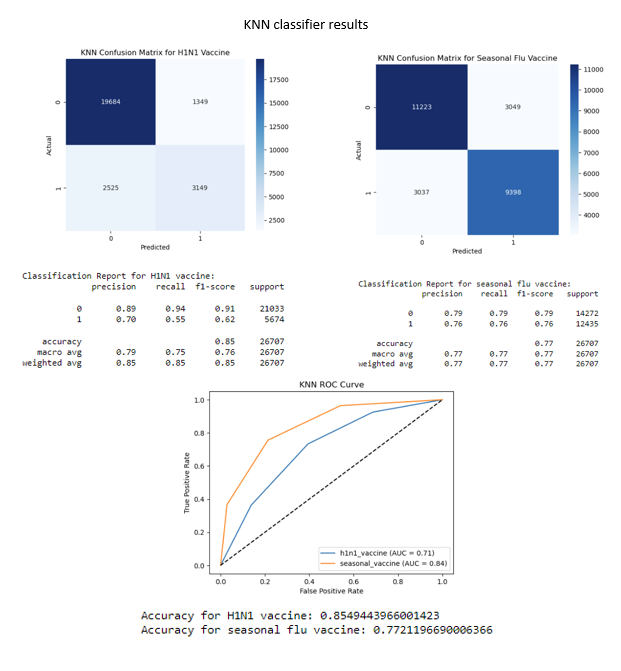 KNN classifier results
KNN Confusion Matrix for H1N1 Vaccine
0
19684
1349
Actual
1
2525
3149
0
1
Predicted
17500
15000
12500
10000
7500
5000
2500
KNN Confusion Matrix for Seasonal Flu Vaccine
0
11223
3049
Actual
1
3037
9398
0
1
Predicted
11000
10000
9000
8000
7000
6000
5000
4000
Classification Report for H1N1 vaccine:
precision recall f1-score support
0 0.89 0.94 0.91 21033
1 0.70 0.55 0.62 5674
accuracy 0.85 26707
macro avg 0.79 0.75 0.76 26707
weighted avg 0.85 0.85 0.85 26707
Classification Report for seasonal flu vaccine:
precision recall f1-score support
0 0.79 0.79 0.79 14272
1 0.76 0.76 0.76 12435
accuracy 0.77 26707
macro avg 0.77 0.77 0.77 26707
weighted avg 0.77 0.77 0.77 26707
KNN ROC Curve
1.0
0.8
0.6
0.4
0.2
0.0
True Positive Rate
h1n1_vaccine (AUC = 0.71)
seasonal_vaccine (AUC = 0.84)
0.0 0.2 0.4 0.6 0.8 1.0
False Positive Rate
Accuracy for H1N1 vaccine: 0.8549443966001423
Accuracy for seasonal flu vaccine: 0.7721196690006366